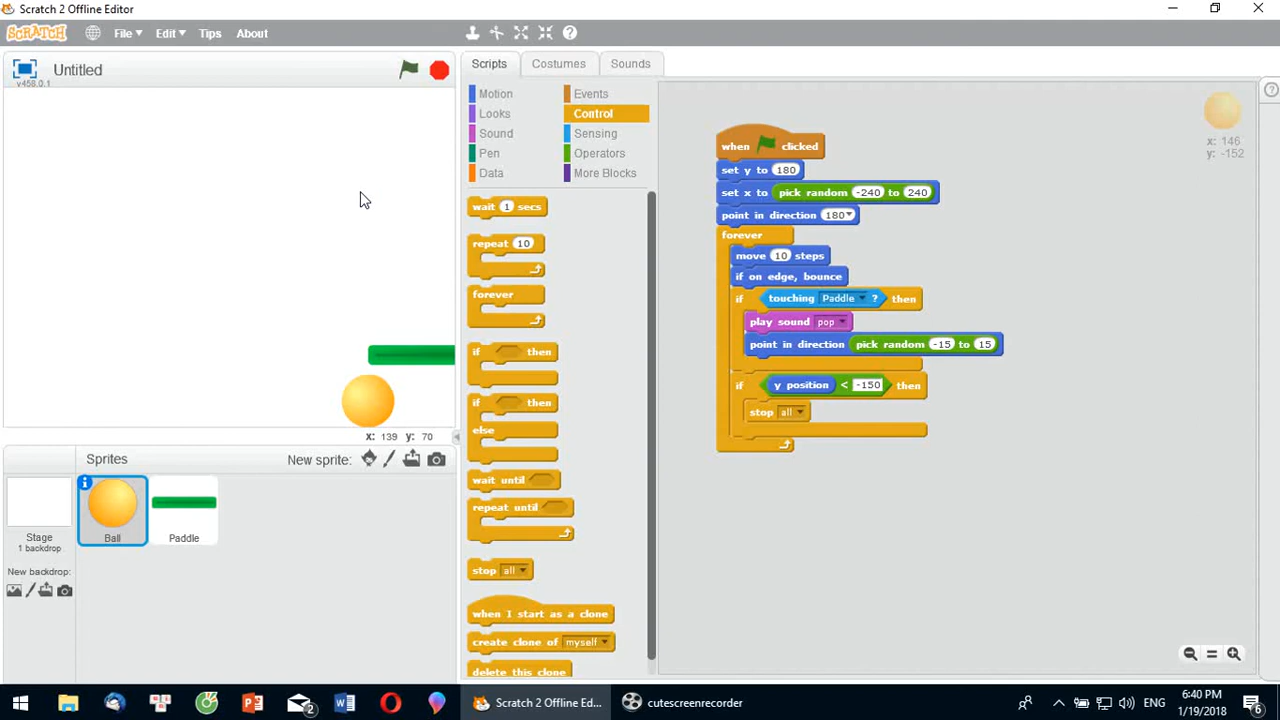 Scratch 2 Offline Editor
SCRATCH File Edit Tips About
Untitled
v458.0.1
Scripts Costumes Sounds
Motion Events
Looks Control
Sound Sensing
Pen Operators
Data More Blocks
wait 1 secs
repeat 10
forever
if then
if then
else
wait until
repeat until
stop all
when I start as a clone
create clone of myself
delete this clone
when clicked
set y to 180
set x to pick random -240 to 240
point in direction 180
forever
move 10 steps
if on edge, bounce
if touching Paddle ? then
play sound pop
point in direction pick random -15 to 15
if y position < -150 then
stop all
x: 146
y: -152
x: 139 y: 70
Sprites New sprite:
Stage
1 backdrop
New backdrop:
Ball
Paddle
Scratch 2 Offline Edi...
cutescreenrecorder
2
ENG
6:40 PM
1/19/2018
6